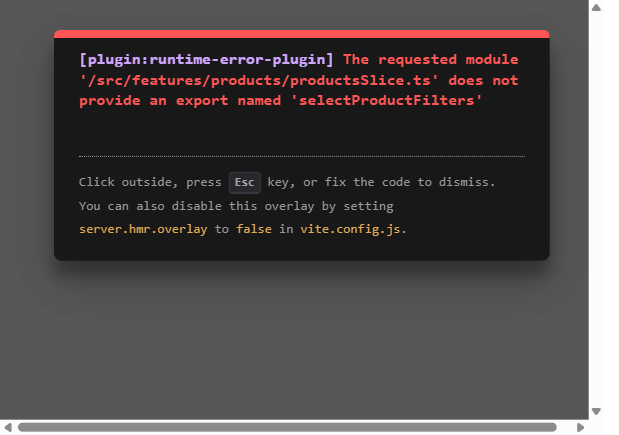 [plugin:runtime-error-plugin] The requested module
'/src/features/products/productsSlice.ts' does not
provide an export named 'selectProductFilters'
Click outside, press Esc key, or fix the code to dismiss.
You can also disable this overlay by setting
server.hmr.overlay to false in vite.config.js.